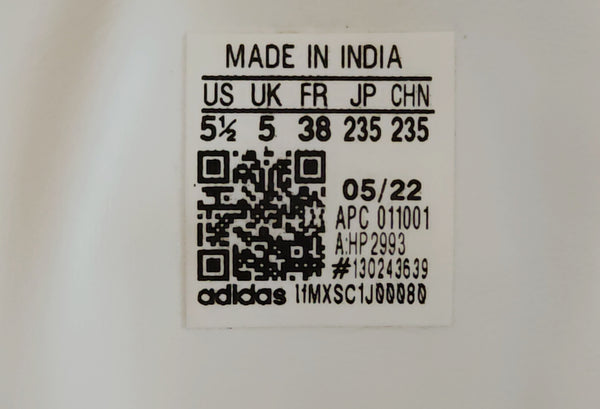 MADE IN INDIA
US UK FR JP CHN
5½ 5 38 235 235
05/22
APC 011001
A:HP2993
#130243639
adidas 1fMXSC1J00080